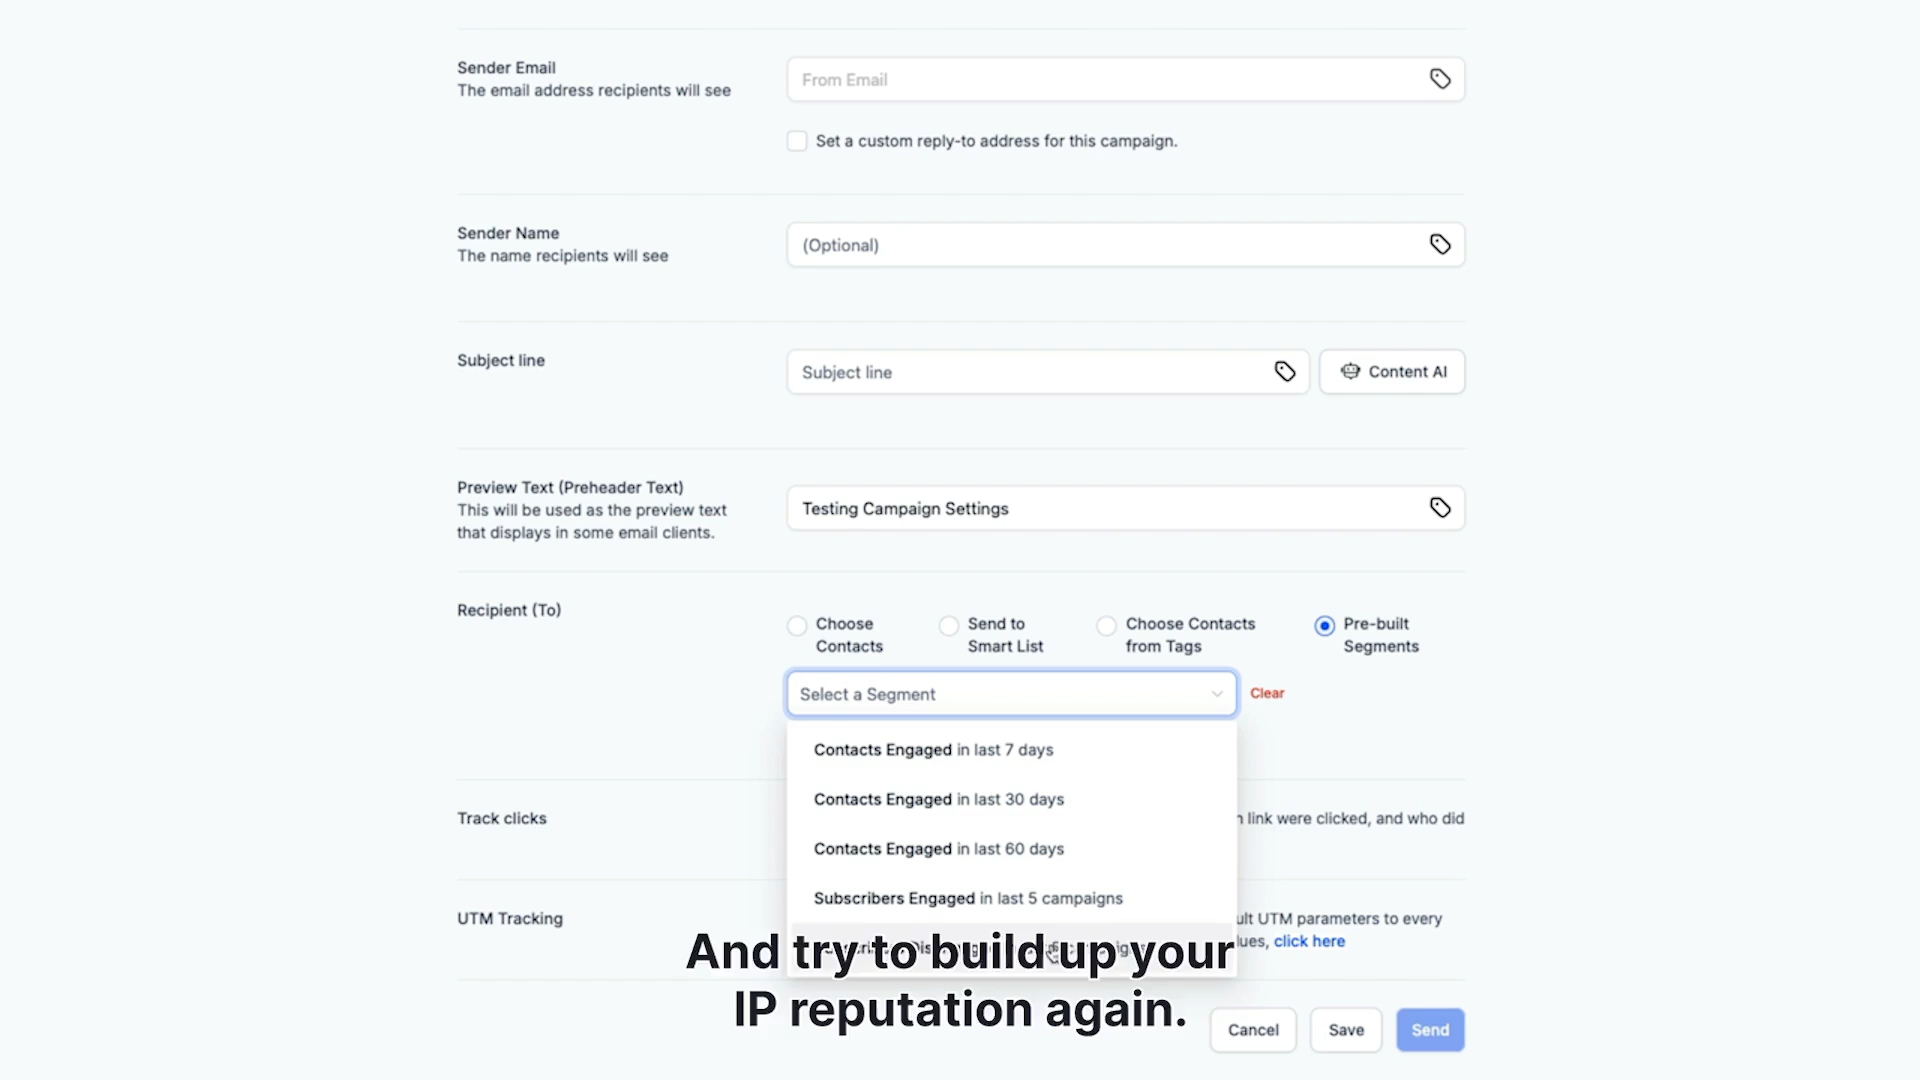 Sender Email
The email address recipients will see
From Email
Set a custom reply-to address for this campaign.
Sender Name
The name recipients will see
(Optional)
Subject line
Subject line
Content AI
Preview Text (Preheader Text)
This will be used as the preview text
that displays in some email clients.
Testing Campaign Settings
Recipient (To)
Choose
Contacts
Send to
Smart List
Choose Contacts
from Tags
Pre-built
Segments
Select a Segment
Clear
Contacts Engaged in last 7 days
Contacts Engaged in last 30 days
Contacts Engaged in last 60 days
Subscribers Engaged in last 5 campaigns
Track clicks
link were clicked, and who did
UTM Tracking
UTM parameters to every
click here
And try to build up your
IP reputation again.
Cancel
Save
Send